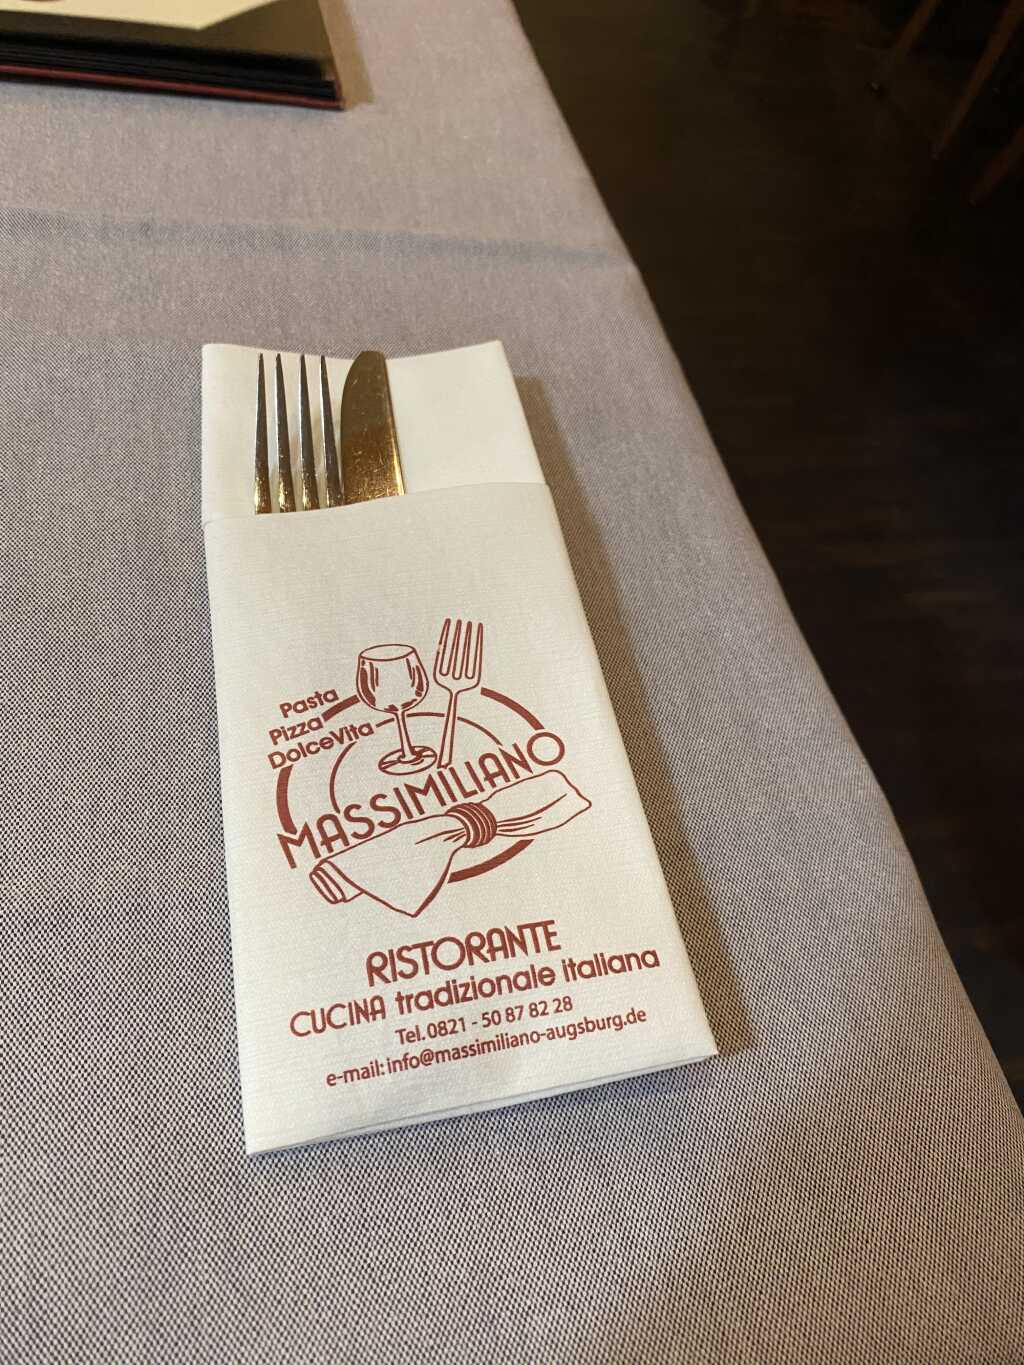 Pasta
Pizza
DolceVita
MASSIMILIANO
RISTORANTE
CUCINA tradizionale italiana
Tel. 0821 - 50 87 82 28
e-mail: info@massimiliano-augsburg.de